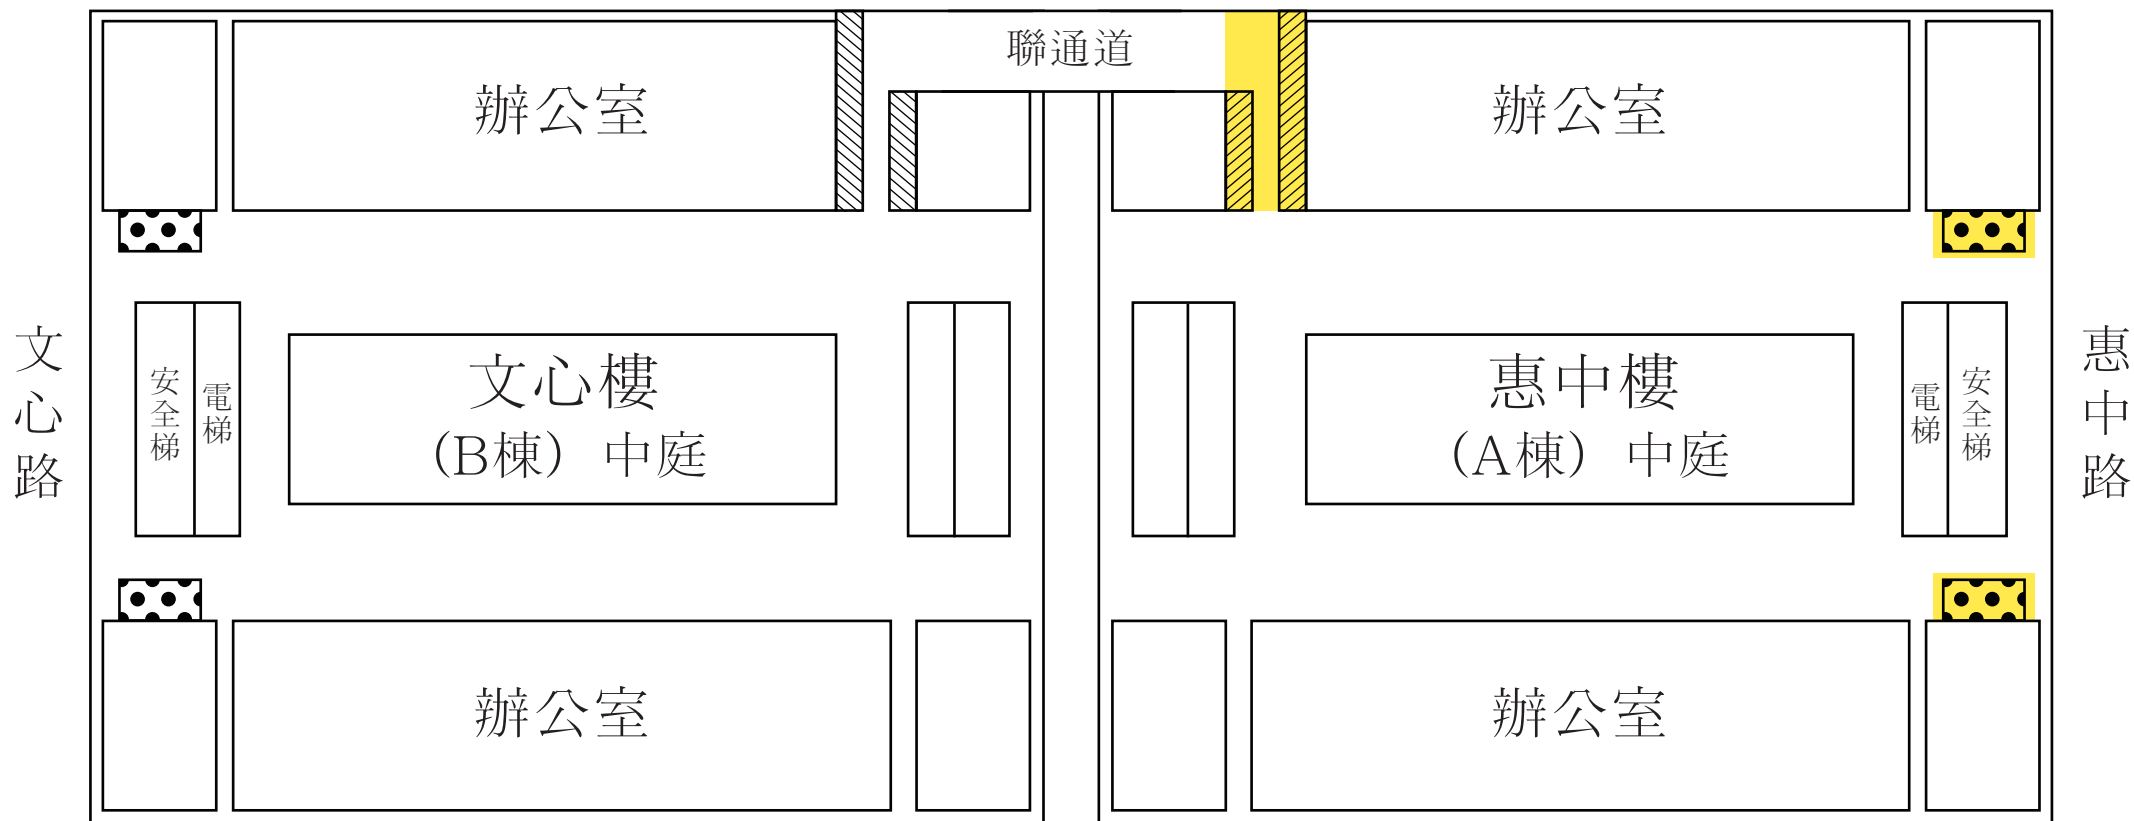 聯通道
辦公室
辦公室
文心路
安全梯
電梯
文心樓
(B棟) 中庭
惠中樓
(A棟) 中庭
電梯
安全梯
惠中路
辦公室
辦公室